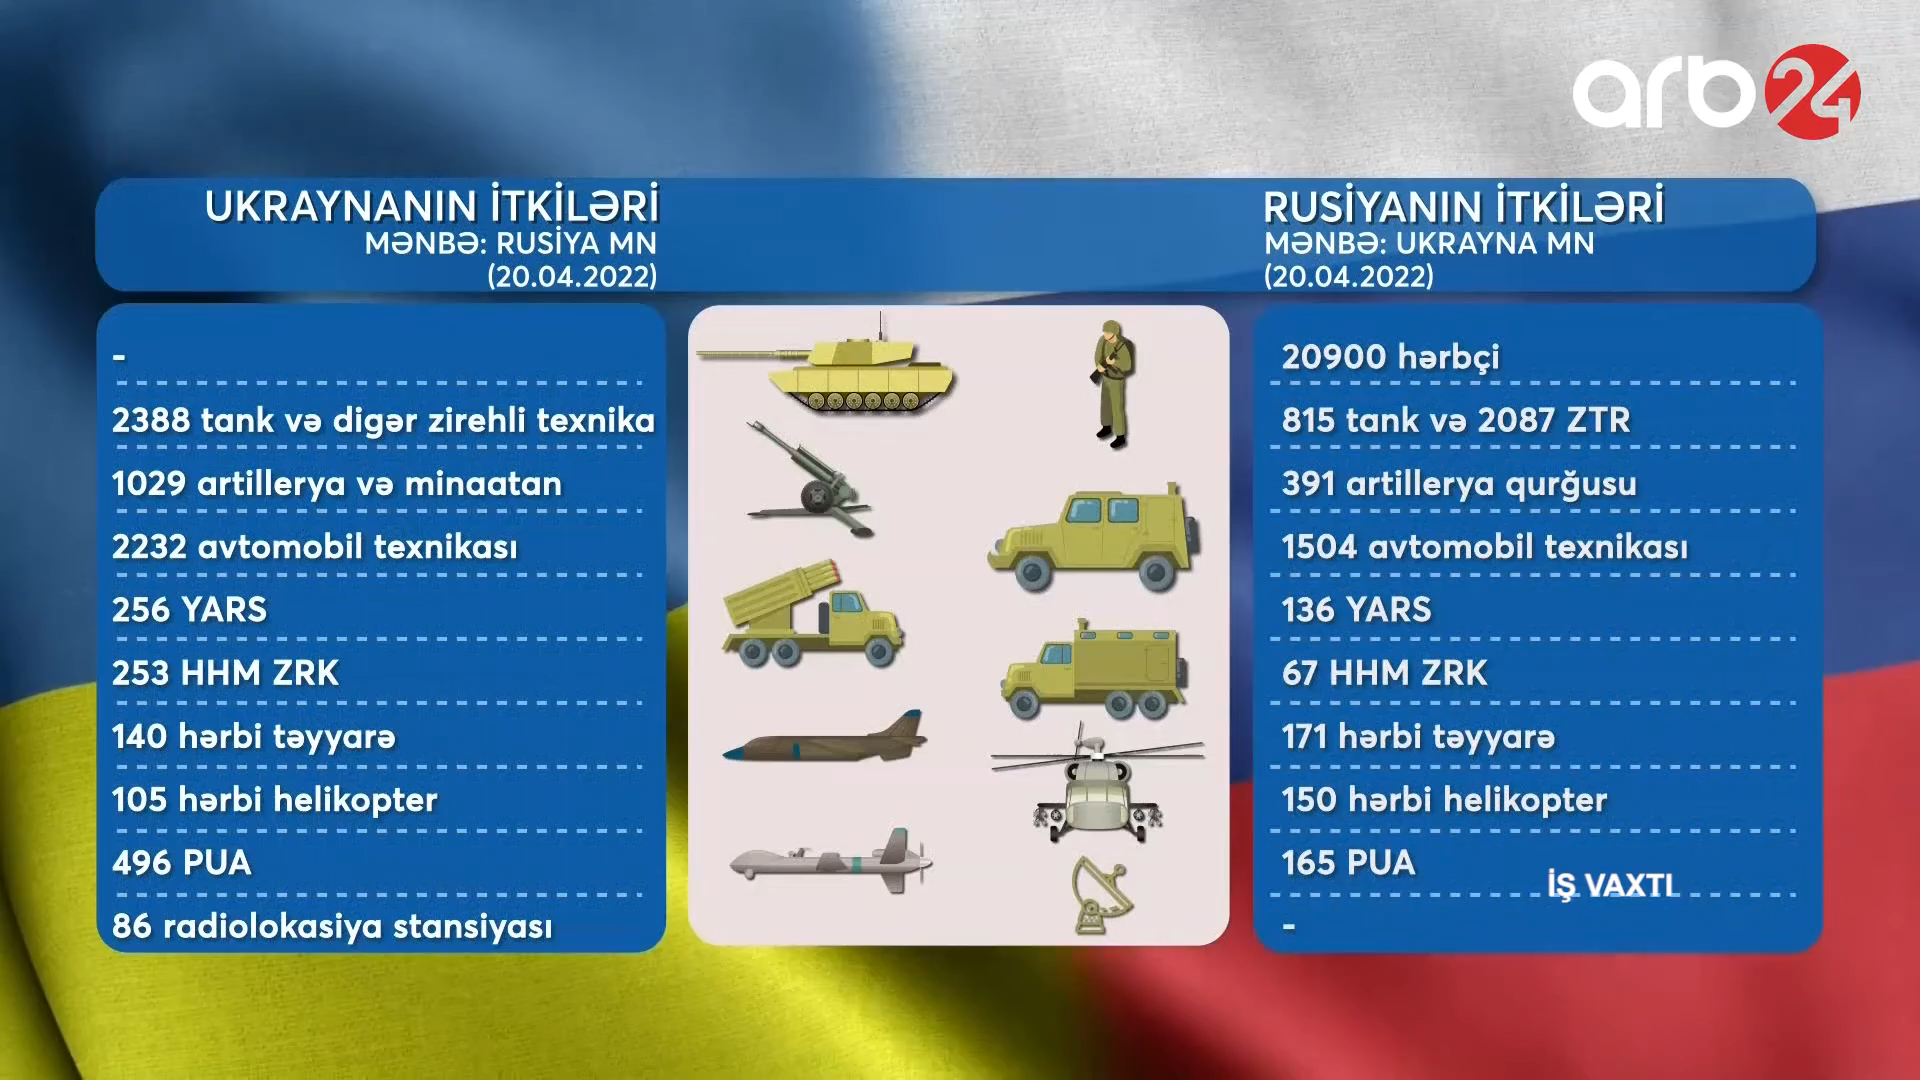 arb24
UKRAYNANIN İTKİLƏRİ
MƏNBƏ: RUSİYA MN
(20.04.2022)
RUSİYANIN İTKİLƏRİ
MƏNBƏ: UKRAYNA MN
(20.04.2022)
-
2388 tank və digər zirehli texnika
1029 artillerya və minaatan
2232 avtomobil texnikası
256 YARS
253 HHM ZRK
140 hərbi təyyarə
105 hərbi helikopter
496 PUA
86 radiolokasiya stansiyası
20900 hərbçi
815 tank və 2087 ZTR
391 artillerya qurğusu
1504 avtomobil texnikası
136 YARS
67 HHM ZRK
171 hərbi təyyarə
150 hərbi helikopter
165 PUA
-
İŞ VAXTI